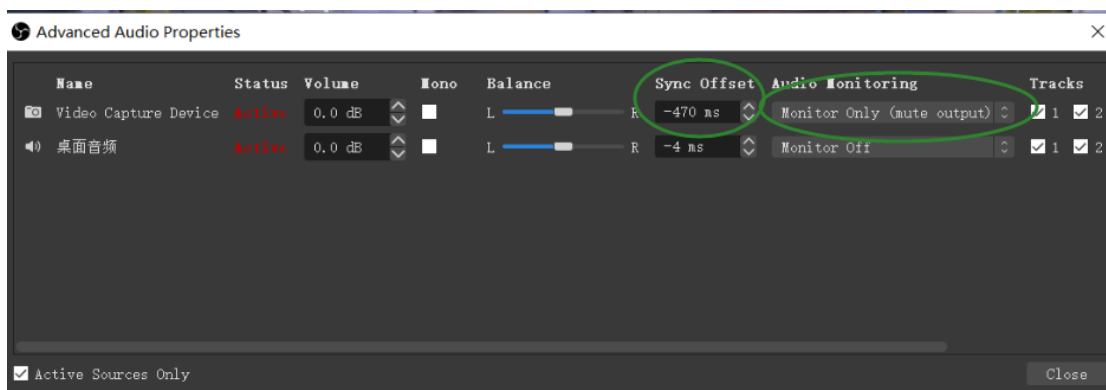 Advanced Audio Properties
Name Status Volume Mono Balance Sync Offset Audio Monitoring Tracks
Video Capture Device Active 0.0 dB L R -470 ms Monitor Only (mute output) 1 2
桌面音频 Active 0.0 dB L R -4 ms Monitor Off 1 2
Active Sources Only Close